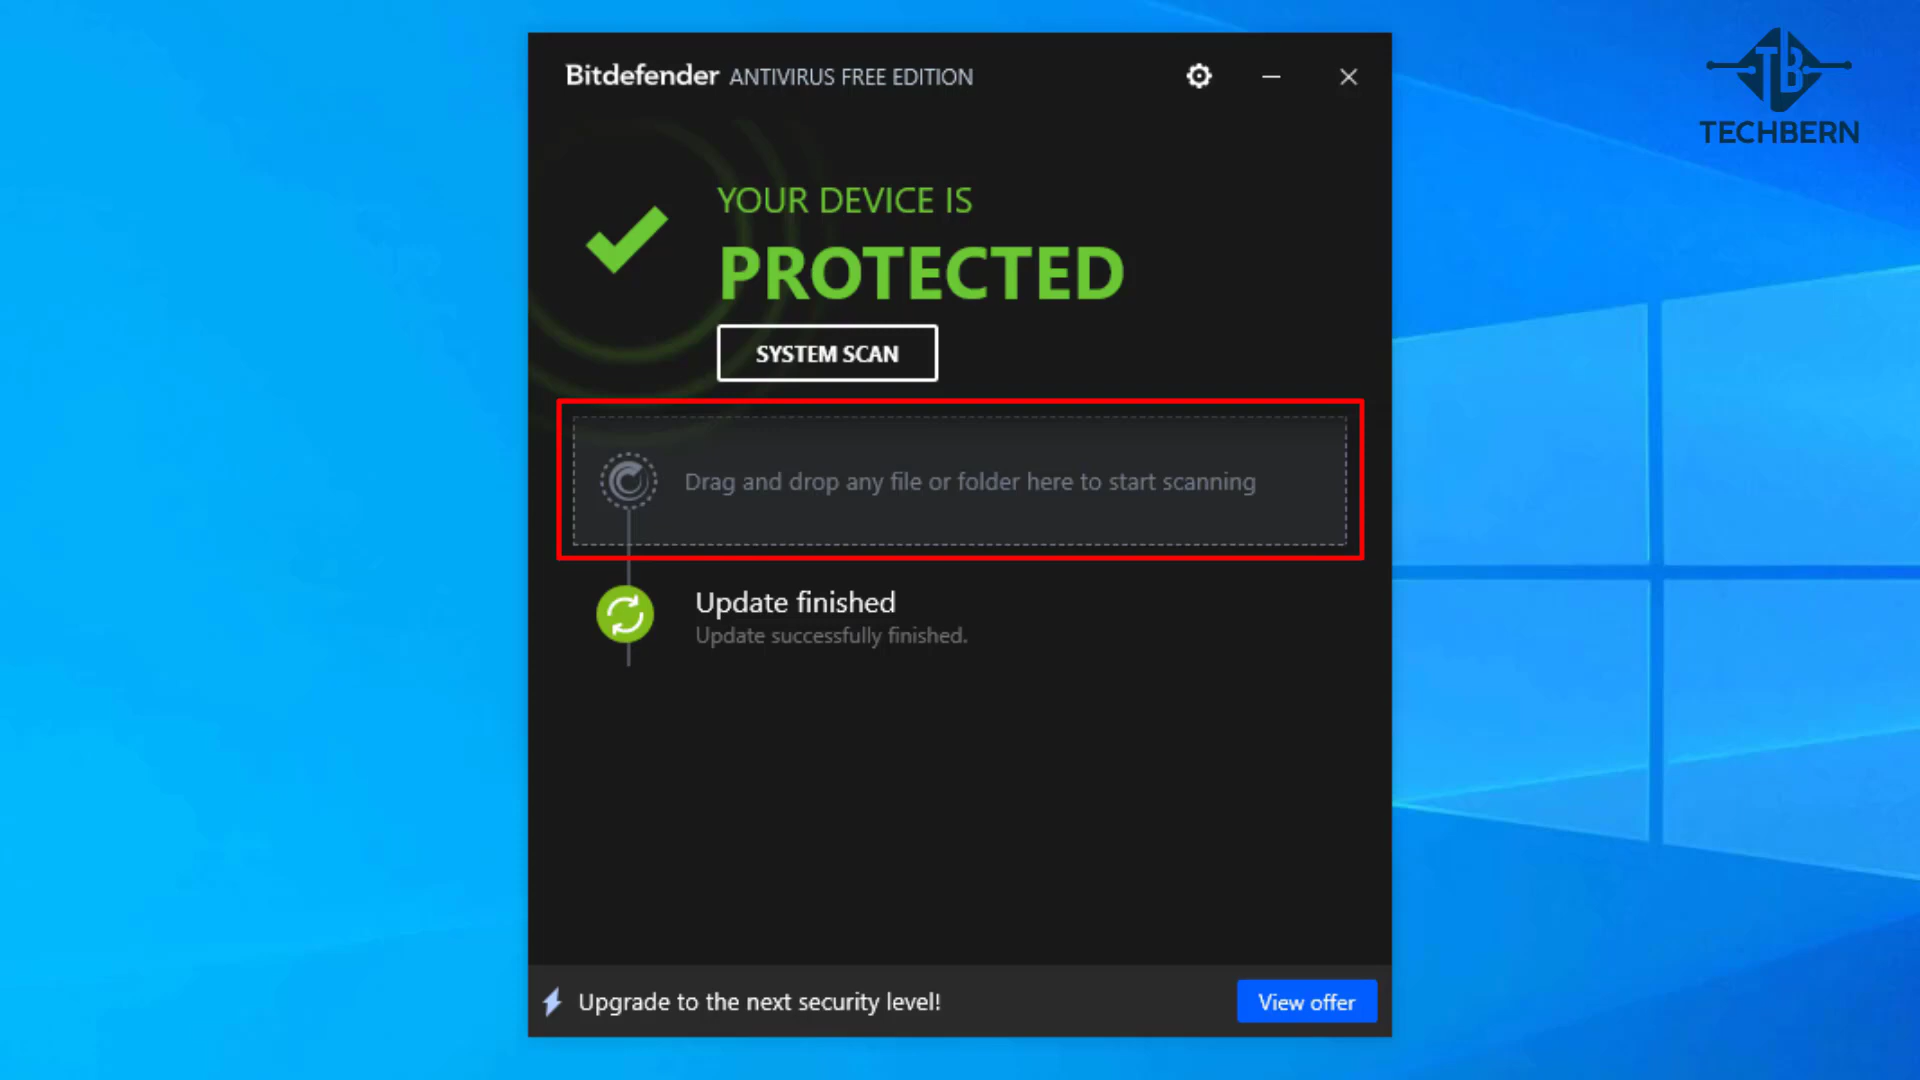 Bitdefender ANTIVIRUS FREE EDITION
TB
TECHBERN
YOUR DEVICE IS
PROTECTED
SYSTEM SCAN
Drag and drop any file or folder here to start scanning
Update finished
Update successfully finished.
Upgrade to the next security level!
View offer